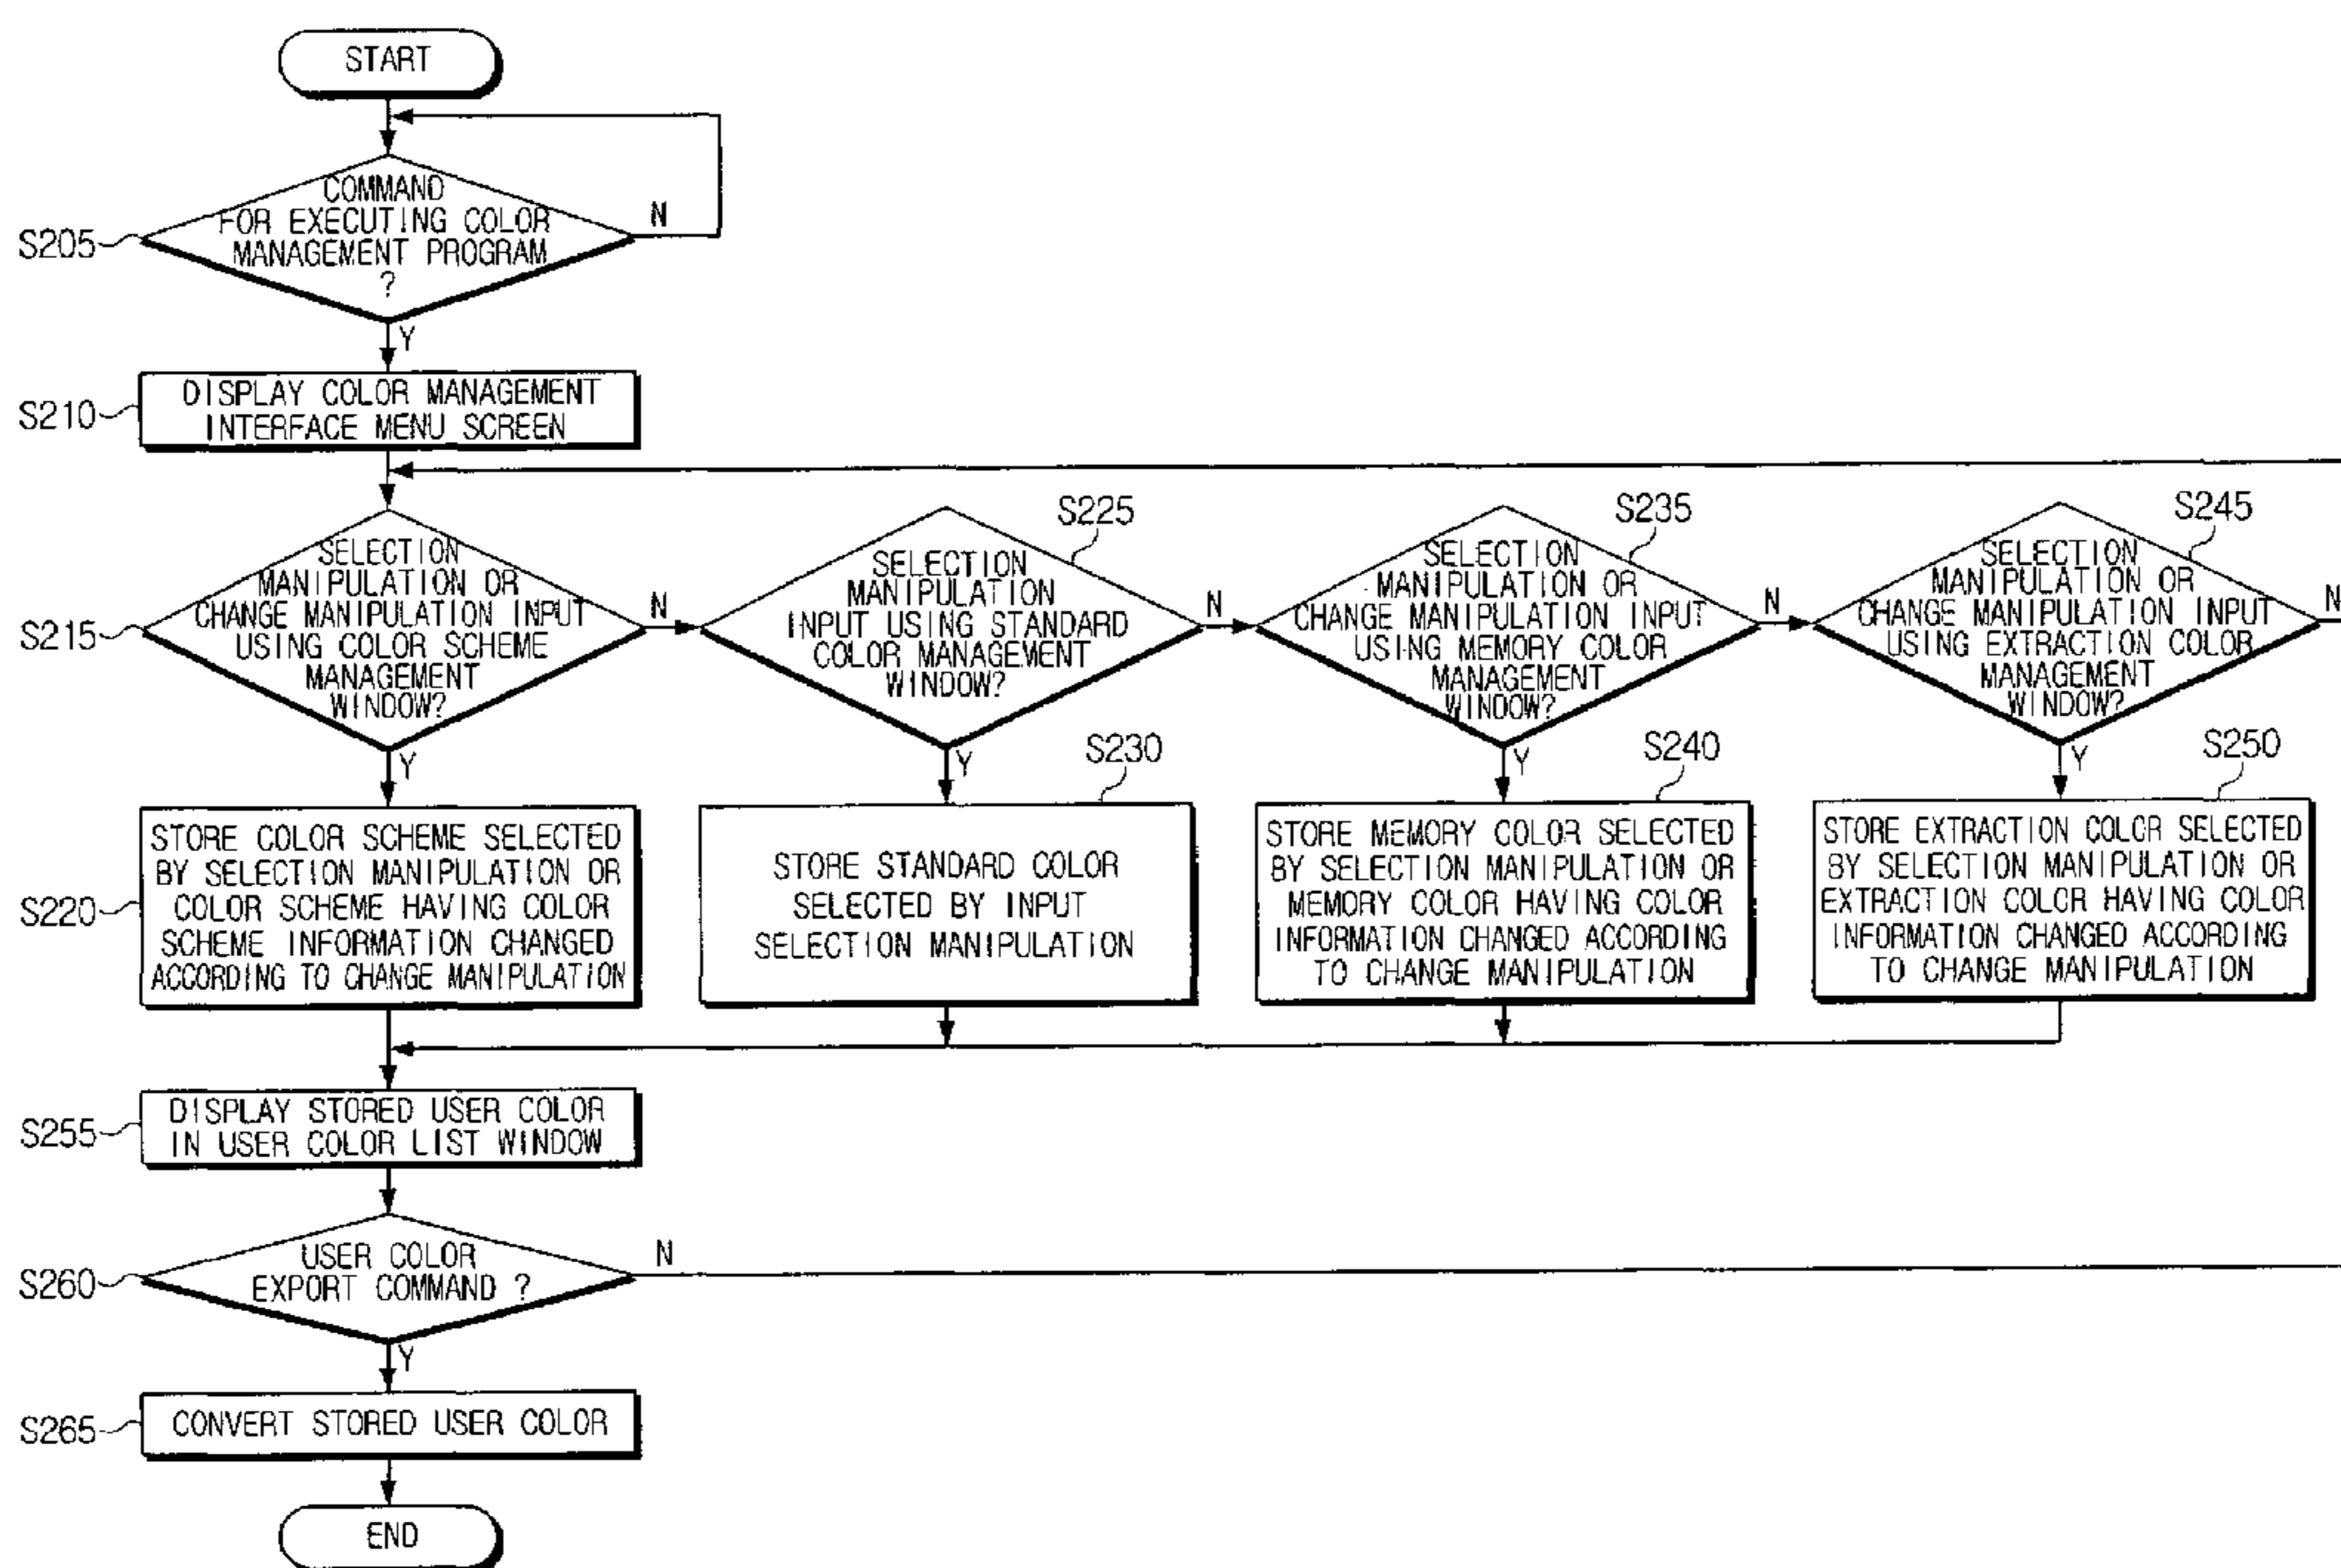 START
COMMAND
FOR EXECUTING COLOR
MANAGEMENT PROGRAM
?
N
S205
Y
DISPLAY COLOR MANAGEMENT
INTERFACE MENU SCREEN
S210
SELECTION
MANIPULATION OR
CHANGE MANIPULATION INPUT
USING COLOR SCHEME
MANAGEMENT
WINDOW?
S215
N
Y
S225
SELECTION
MANIPULATION
INPUT USING STANDARD
COLOR MANAGEMENT
WINDOW?
N
Y
S235
SELECTION
MANIPULATION OR
CHANGE MANIPULATION INPUT
USING MEMORY COLOR
MANAGEMENT
WINDOW?
N
Y
S245
SELECTION
MANIPULATION OR
CHANGE MANIPULATION INPUT
USING EXTRACTION COLOR
MANAGEMENT
WINDOW?
N
Y
STORE COLOR SCHEME SELECTED
BY SELECTION MANIPULATION OR
COLOR SCHEME HAVING COLOR
SCHEME INFORMATION CHANGED
ACCORDING TO CHANGE MANIPULATION
S220
S230
STORE STANDARD COLOR
SELECTED BY INPUT
SELECTION MANIPULATION
S240
STORE MEMORY COLOR SELECTED
BY SELECTION MANIPULATION OR
MEMORY COLOR HAVING COLOR
INFORMATION CHANGED ACCORDING
TO CHANGE MANIPULATION
S250
STORE EXTRACTION COLOR SELECTED
BY SELECTION MANIPULATION OR
EXTRACTION COLOR HAVING COLOR
INFORMATION CHANGED ACCORDING
TO CHANGE MANIPULATION
DISPLAY STORED USER COLOR
IN USER COLOR LIST WINDOW
S255
USER COLOR
EXPORT COMMAND ?
S260
N
Y
CONVERT STORED USER COLOR
S265
END